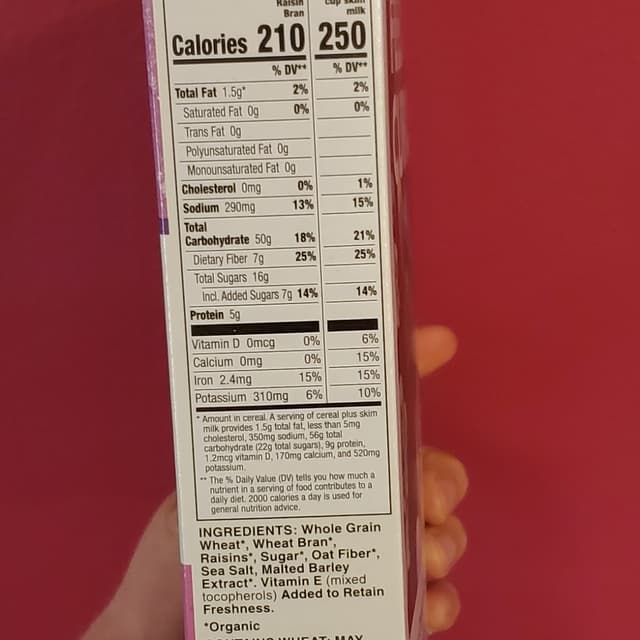 Raisin Bran
cup skim milk
Calories 210 250
% DV** % DV**
Total Fat 1.5g* 2% 2%
Saturated Fat 0g 0% 0%
Trans Fat 0g
Polyunsaturated Fat 0g
Monounsaturated Fat 0g
Cholesterol 0mg 0% 1%
Sodium 290mg 13% 15%
Total
Carbohydrate 50g 18% 21%
Dietary Fiber 7g 25% 25%
Total Sugars 16g
Incl. Added Sugars 7g 14% 14%
Protein 5g
Vitamin D 0mcg 0% 6%
Calcium 0mg 0% 15%
Iron 2.4mg 15% 15%
Potassium 310mg 6% 10%
* Amount in cereal. A serving of cereal plus skim
milk provides 1.5g total fat, less than 5mg
cholesterol, 350mg sodium, 56g total
carbohydrate (22g total sugars), 9g protein,
1.2mcg vitamin D, 170mg calcium, and 520mg
potassium.
** The % Daily Value (DV) tells you how much a
nutrient in a serving of food contributes to a
daily diet. 2000 calories a day is used for
general nutrition advice.
INGREDIENTS: Whole Grain
Wheat*, Wheat Bran*,
Raisins*, Sugar*, Oat Fiber*,
Sea Salt, Malted Barley
Extract*. Vitamin E (mixed
tocopherols) Added to Retain
Freshness.
*Organic
CONTAINS WHEAT: MAY